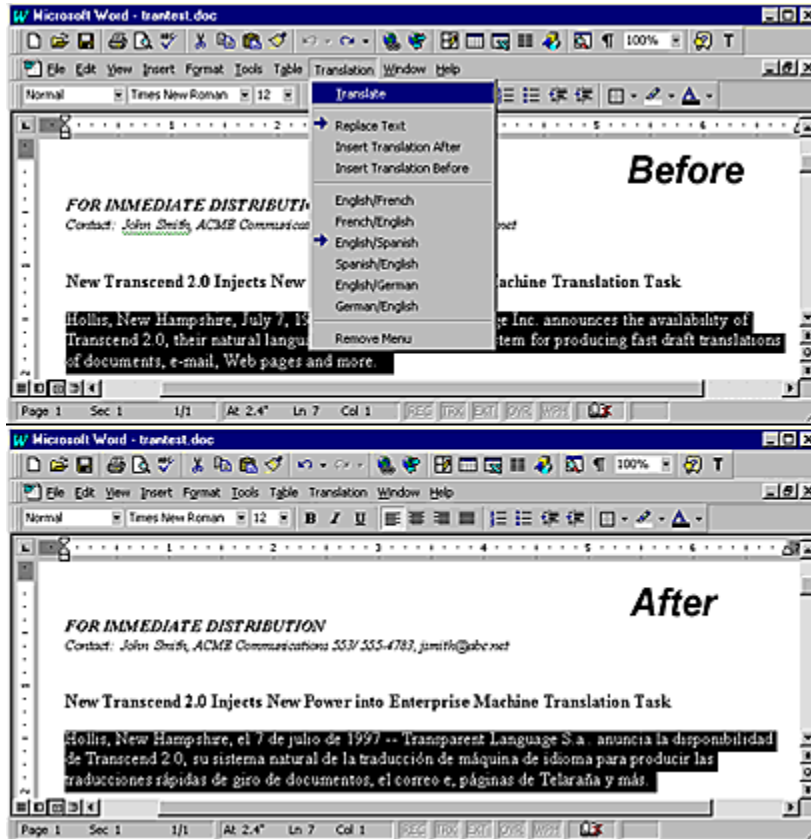 Microsoft Word - trantest.doc
100%
File Edit View Insert Format Tools Table Translation Window Help
Normal Times New Roman 12
Translate
Replace Text
Insert Translation After
Insert Translation Before
English/French
French/English
English/Spanish
Spanish/English
English/German
German/English
Remove Menu
Before
FOR IMMEDIATE DISTRIBUTI
Contact: John Smith, ACME Communicat net
New Transcend 2.0 Injects New achine Translation Task
Hollis, New Hampshire, July 7, 19 ge Inc. announces the availability of
Transcend 2.0, their natural langua tem for producing fast draft translations
of documents, e-mail, Web pages and more.
Page 1 Sec 1 1/1 At 2.4" Ln 7 Col 1 REC TRK EXT OVR WPH
Microsoft Word - trantest.doc
100%
File Edit View Insert Format Tools Table Translation Window Help
Normal Times New Roman 12 B I U
After
FOR IMMEDIATE DISTRIBUTION
Contact: John Smith, ACME Communications 553/ 555-4783, jsmith@abc.net
New Transcend 2.0 Injects New Power into Enterprise Machine Translation Task
Hollis, New Hampshire, el 7 de julio de 1997 -- Transparent Language S.a. anuncia la disponibilidad
de Transcend 2.0, su sistema natural de la traducción de máquina de idioma para producir las
traducciones rápidas de giro de documentos, el correo e, páginas de Telaraña y más.
Page 1 Sec 1 1/1 At 2.4" Ln 7 Col 1 REC TRK EXT OVR WPH